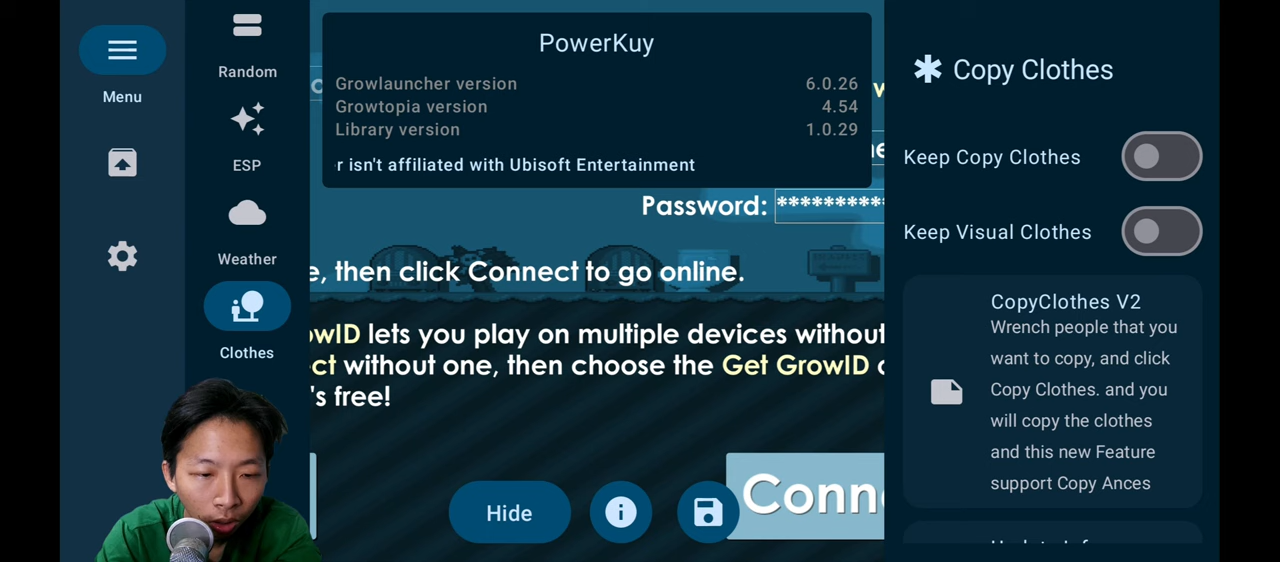 Menu
Random
ESP
Weather
Clothes
PowerKuy
Growlauncher version 6.0.26
Growtopia version 4.54
Library version 1.0.29
r isn't affiliated with Ubisoft Entertainment
Password: **********
e, then click Connect to go online.
owID lets you play on multiple devices without
ct without one, then choose the Get GrowID
's free!
Hide
Conn
Copy Clothes
Keep Copy Clothes
Keep Visual Clothes
CopyClothes V2
Wrench people that you
want to copy, and click
Copy Clothes. and you
will copy the clothes
and this new Feature
support Copy Ances